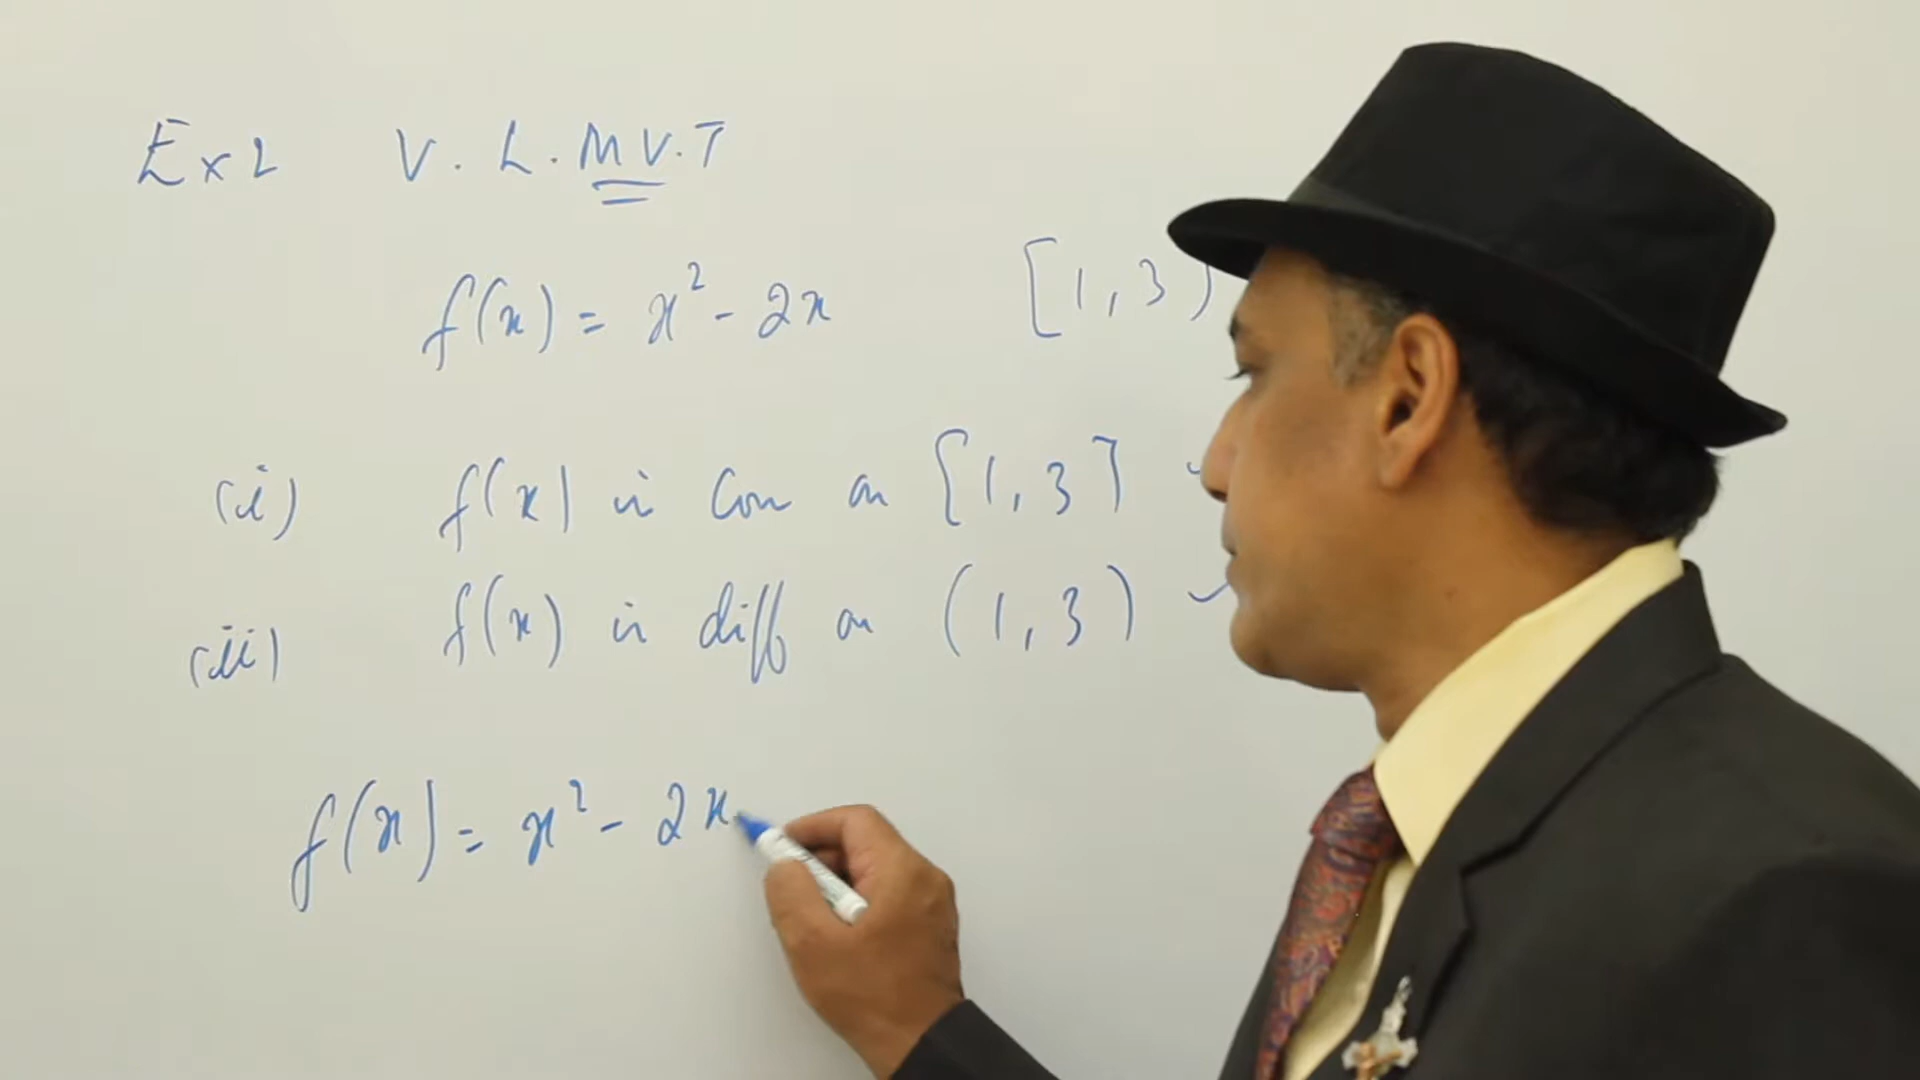 Ex 2 V. L. MV.T
f(x) = x² - 2x [1, 3)
(i) f(x) is Con on [1, 3] ✓
(ii) f(x) is diff on (1, 3) ✓
f(x) = x² - 2x